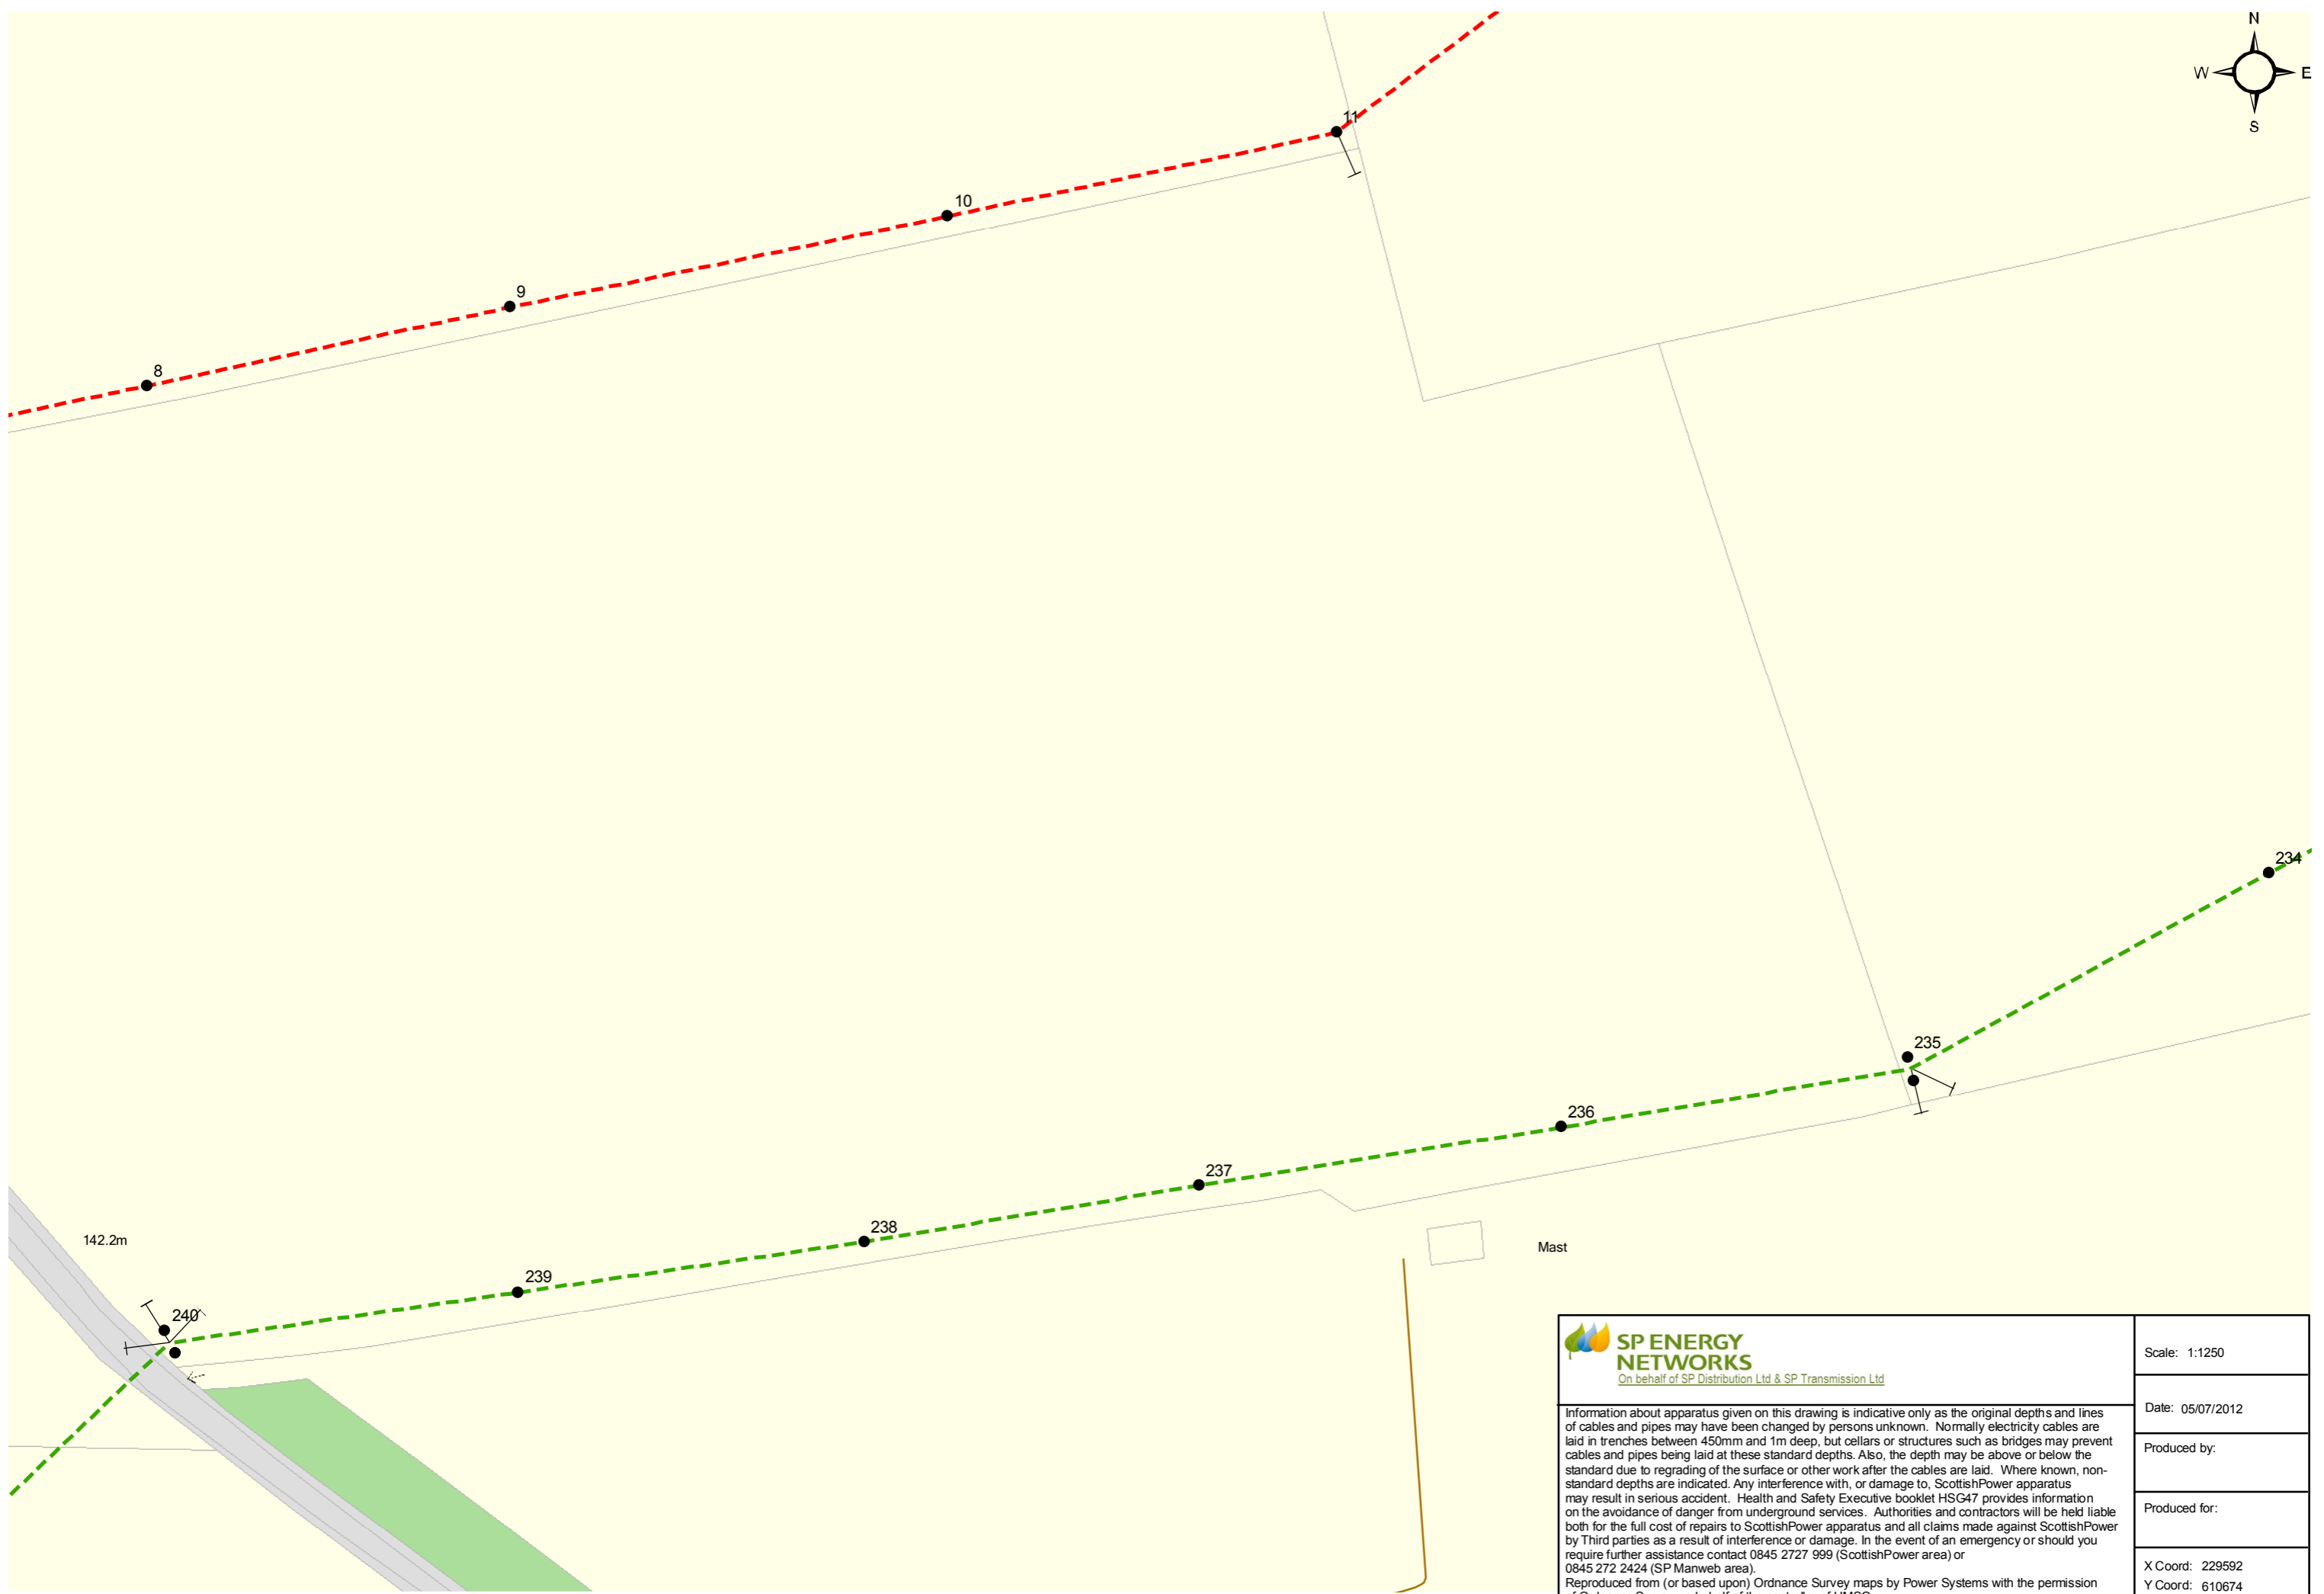 N
W E
S
11
10
9
8
234
235
236
237
238
239
240
142.2m
Mast
SP ENERGY
NETWORKS
On behalf of SP Distribution Ltd & SP Transmission Ltd
Information about apparatus given on this drawing is indicative only as the original depths and lines
of cables and pipes may have been changed by persons unknown. Normally electricity cables are
laid in trenches between 450mm and 1m deep, but cellars or structures such as bridges may prevent
cables and pipes being laid at these standard depths. Also, the depth may be above or below the
standard due to regrading of the surface or other work after the cables are laid. Where known, non-
standard depths are indicated. Any interference with, or damage to, ScottishPower apparatus
may result in serious accident. Health and Safety Executive booklet HSG47 provides information
on the avoidance of danger from underground services. Authorities and contractors will be held liable
both for the full cost of repairs to ScottishPower apparatus and all claims made against ScottishPower
by Third parties as a result of interference or damage. In the event of an emergency or should you
require further assistance contact 0845 2727 999 (ScottishPower area) or
0845 272 2424 (SP Manweb area).
Reproduced from (or based upon) Ordnance Survey maps by Power Systems with the permission
Scale: 1:1250
Date: 05/07/2012
Produced by:
Produced for:
X Coord: 229592
Y Coord: 610674